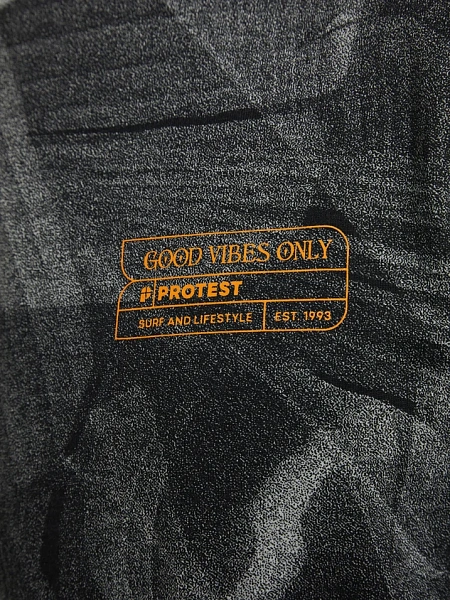 GOOD VIBES ONLY
PROTEST
SURF AND LIFESTYLE EST. 1993